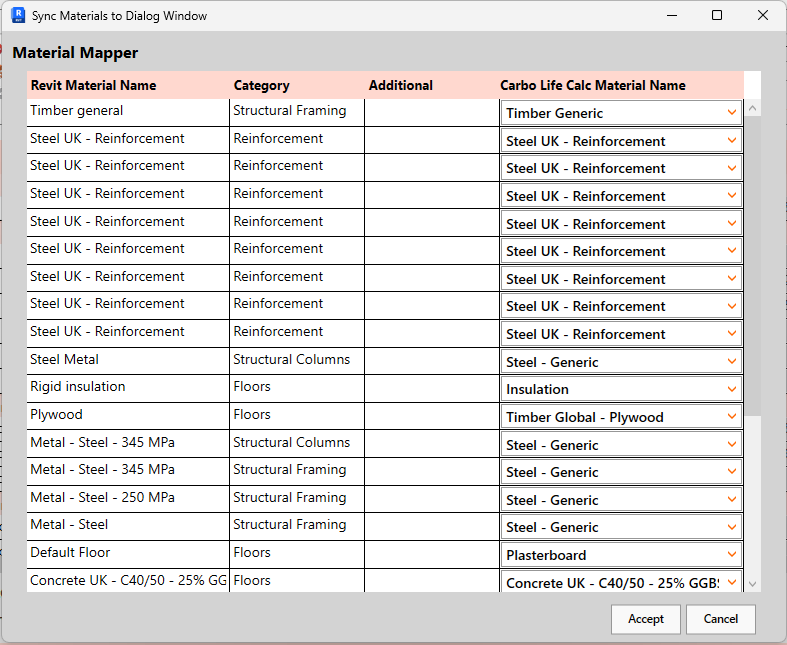 Sync Materials to Dialog Window
Material Mapper
Revit Material Name Category Additional Carbo Life Calc Material Name
Timber general Structural Framing Timber Generic
Steel UK - Reinforcement Reinforcement Steel UK - Reinforcement
Steel UK - Reinforcement Reinforcement Steel UK - Reinforcement
Steel UK - Reinforcement Reinforcement Steel UK - Reinforcement
Steel UK - Reinforcement Reinforcement Steel UK - Reinforcement
Steel UK - Reinforcement Reinforcement Steel UK - Reinforcement
Steel UK - Reinforcement Reinforcement Steel UK - Reinforcement
Steel UK - Reinforcement Reinforcement Steel UK - Reinforcement
Steel UK - Reinforcement Reinforcement Steel UK - Reinforcement
Steel Metal Structural Columns Steel - Generic
Rigid insulation Floors Insulation
Plywood Floors Timber Global - Plywood
Metal - Steel - 345 MPa Structural Columns Steel - Generic
Metal - Steel - 345 MPa Structural Framing Steel - Generic
Metal - Steel - 250 MPa Structural Framing Steel - Generic
Metal - Steel Structural Framing Steel - Generic
Default Floor Floors Plasterboard
Concrete UK - C40/50 - 25% GG Floors Concrete UK - C40/50 - 25% GGB
Accept Cancel